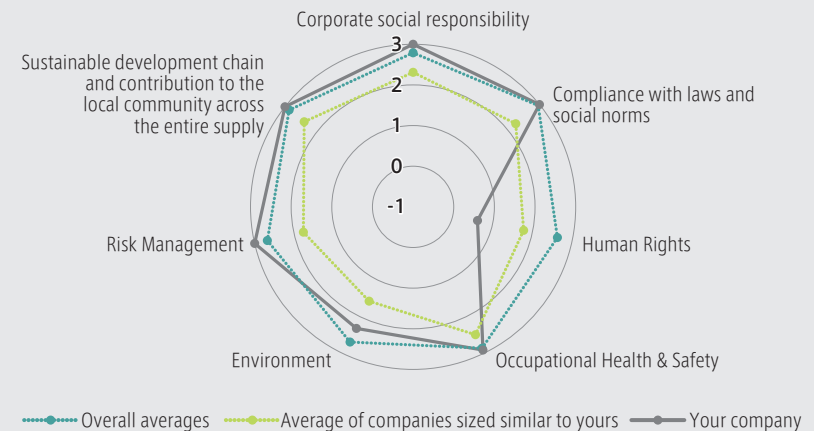 Corporate social responsibility
3
2
1
0
-1
Sustainable development chain
and contribution to the
local community across
the entire supply
Compliance with laws and
social norms
Risk Management
Human Rights
Environment
Occupational Health & Safety
Overall averages
Average of companies sized similar to yours
Your company